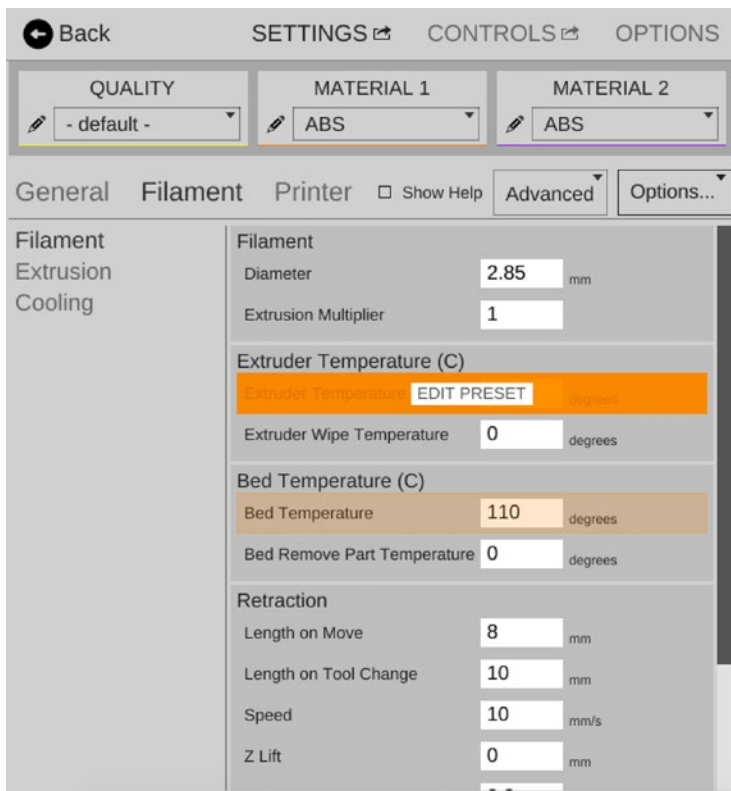 Back SETTINGS CONTROLS OPTIONS
QUALITY MATERIAL 1 MATERIAL 2
- default - ABS ABS
General Filament Printer Show Help Advanced Options...
Filament
Extrusion
Cooling
Filament
Diameter 2.85 mm
Extrusion Multiplier 1
Extruder Temperature (C)
Extruder Temperature EDIT PRESET degrees
Extruder Wipe Temperature 0 degrees
Bed Temperature (C)
Bed Temperature 110 degrees
Bed Remove Part Temperature 0 degrees
Retraction
Length on Move 8 mm
Length on Tool Change 10 mm
Speed 10 mm/s
Z Lift 0 mm